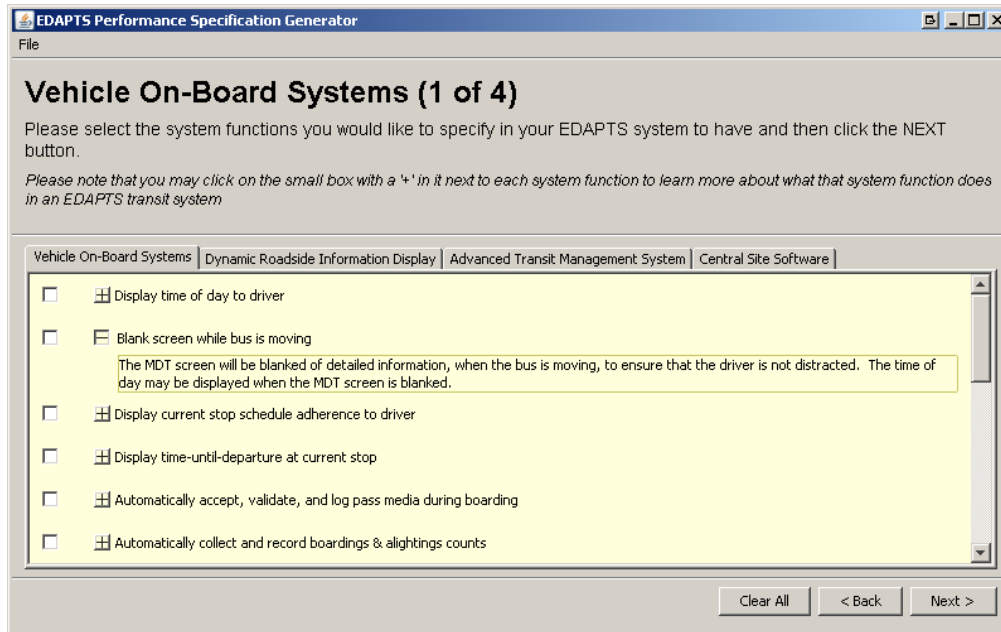 EDAPTS Performance Specification Generator
File
Vehicle On-Board Systems (1 of 4)
Please select the system functions you would like to specify in your EDAPTS system to have and then click the NEXT
button.
Please note that you may click on the small box with a '+' in it next to each system function to learn more about what that system function does
in an EDAPTS transit system
Vehicle On-Board Systems Dynamic Roadside Information Display Advanced Transit Management System Central Site Software
Display time of day to driver
Blank screen while bus is moving
The MDT screen will be blanked of detailed information, when the bus is moving, to ensure that the driver is not distracted. The time of
day may be displayed when the MDT screen is blanked.
Display current stop schedule adherence to driver
Display time-until-departure at current stop
Automatically accept, validate, and log pass media during boarding
Automatically collect and record boardings & alightings counts
Clear All < Back Next >